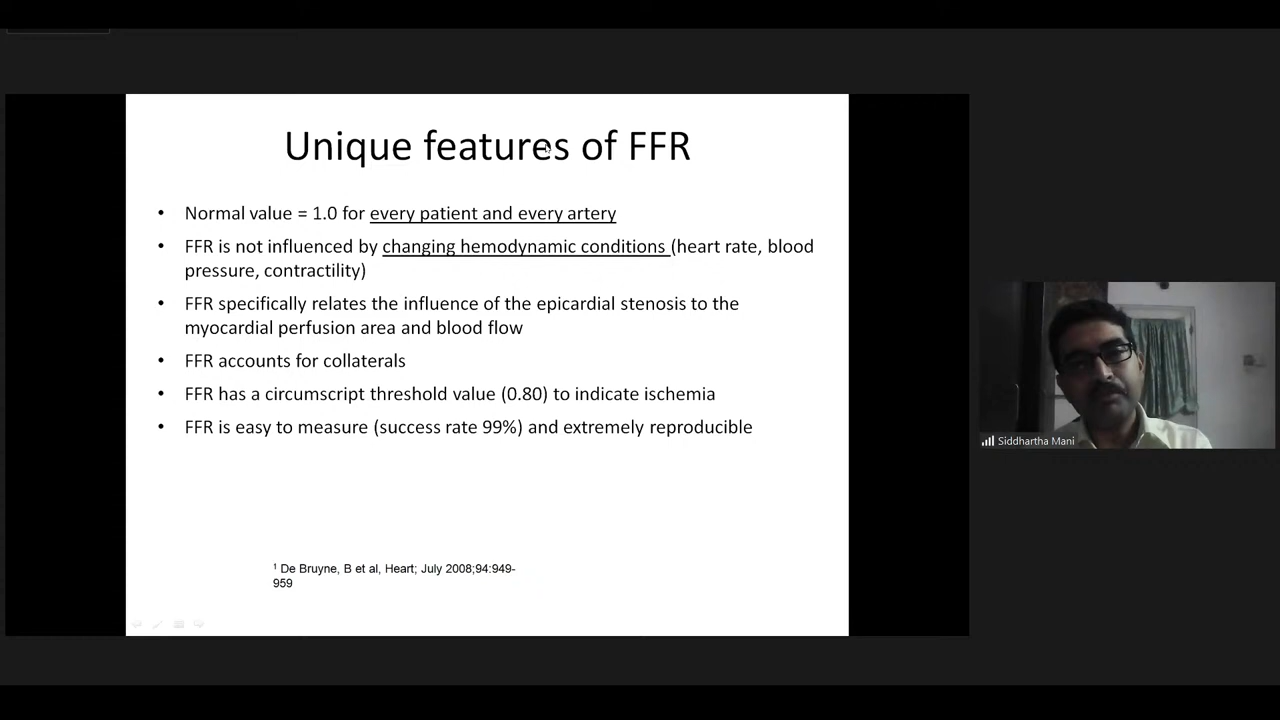 Unique features of FFR
• Normal value = 1.0 for every patient and every artery
• FFR is not influenced by changing hemodynamic conditions (heart rate, blood
pressure, contractility)
• FFR specifically relates the influence of the epicardial stenosis to the
myocardial perfusion area and blood flow
• FFR accounts for collaterals
• FFR has a circumscript threshold value (0.80) to indicate ischemia
• FFR is easy to measure (success rate 99%) and extremely reproducible
¹ De Bruyne, B et al, Heart; July 2008;94:949-
959
Siddhartha Mani